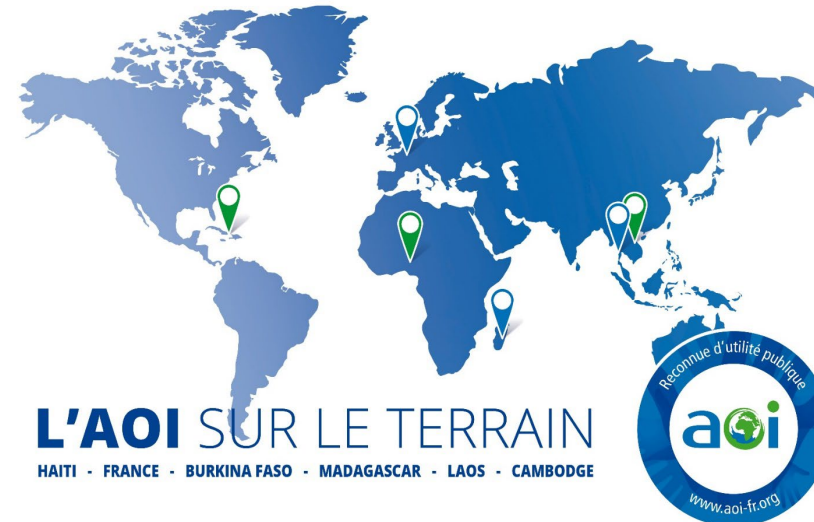 L'AOI SUR LE TERRAIN
HAITI - FRANCE - BURKINA FASO - MADAGASCAR - LAOS - CAMBODGE
Reconnue d'utilité publique
aoi
www.aoi-fr.org